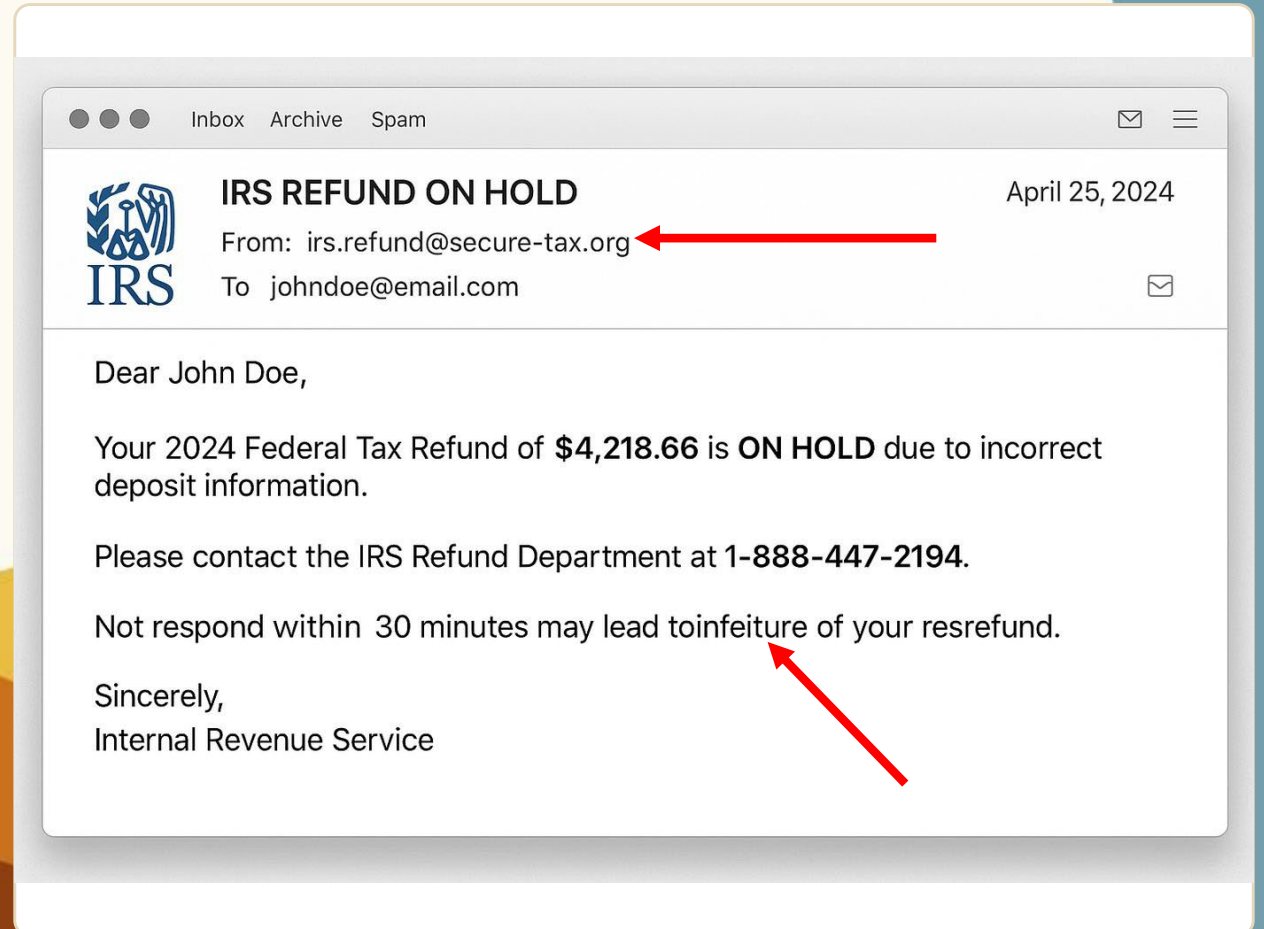 Inbox Archive Spam
IRS REFUND ON HOLD
April 25, 2024
From: irs.refund@secure-tax.org
To johndoe@email.com
IRS
Dear John Doe,
Your 2024 Federal Tax Refund of $4,218.66 is ON HOLD due to incorrect
deposit information.
Please contact the IRS Refund Department at 1-888-447-2194.
Not respond within 30 minutes may lead toinfeiture of your resrefund.
Sincerely,
Internal Revenue Service